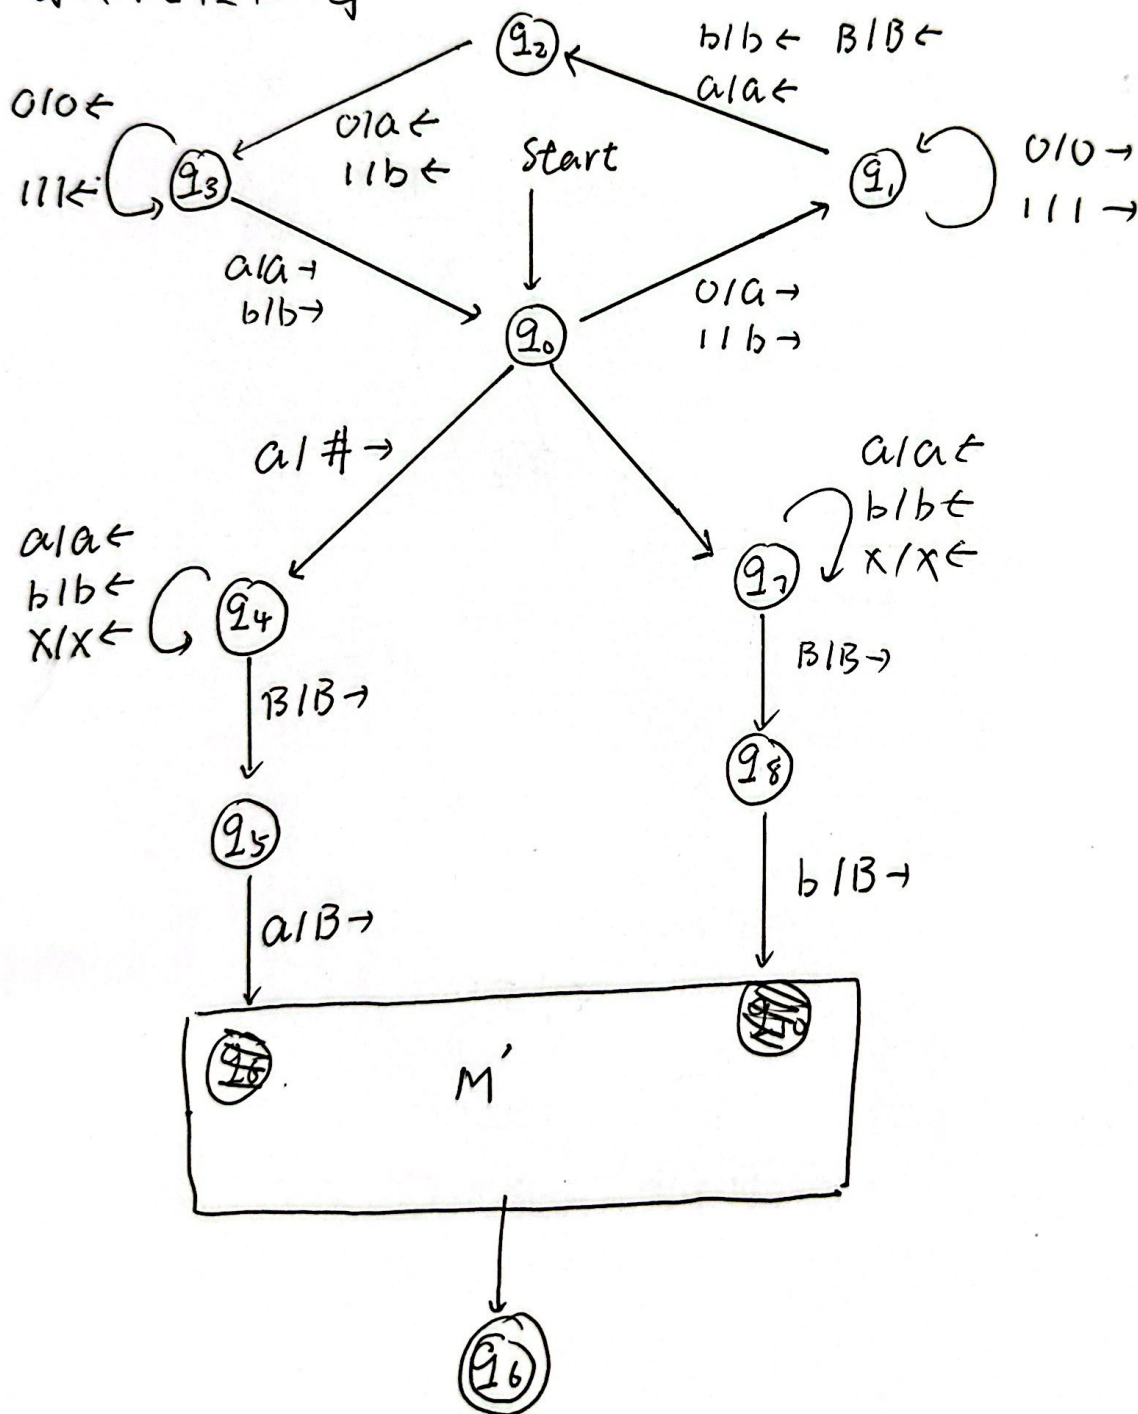 q2
b/b ← B/B ←
a/a ←
0/0 ←
0/a ←
1/b ←
Start
q3
1/1 ←
q1
0/0 →
1/1 →
a/a →
b/b →
0/a →
1/b →
q0
a/# →
a/a ←
b/b ←
x/x ←
a/a ←
b/b ←
x/x ←
q4
q7
B/B →
B/B →
q5
q8
a/B →
b/B →
M'
q6